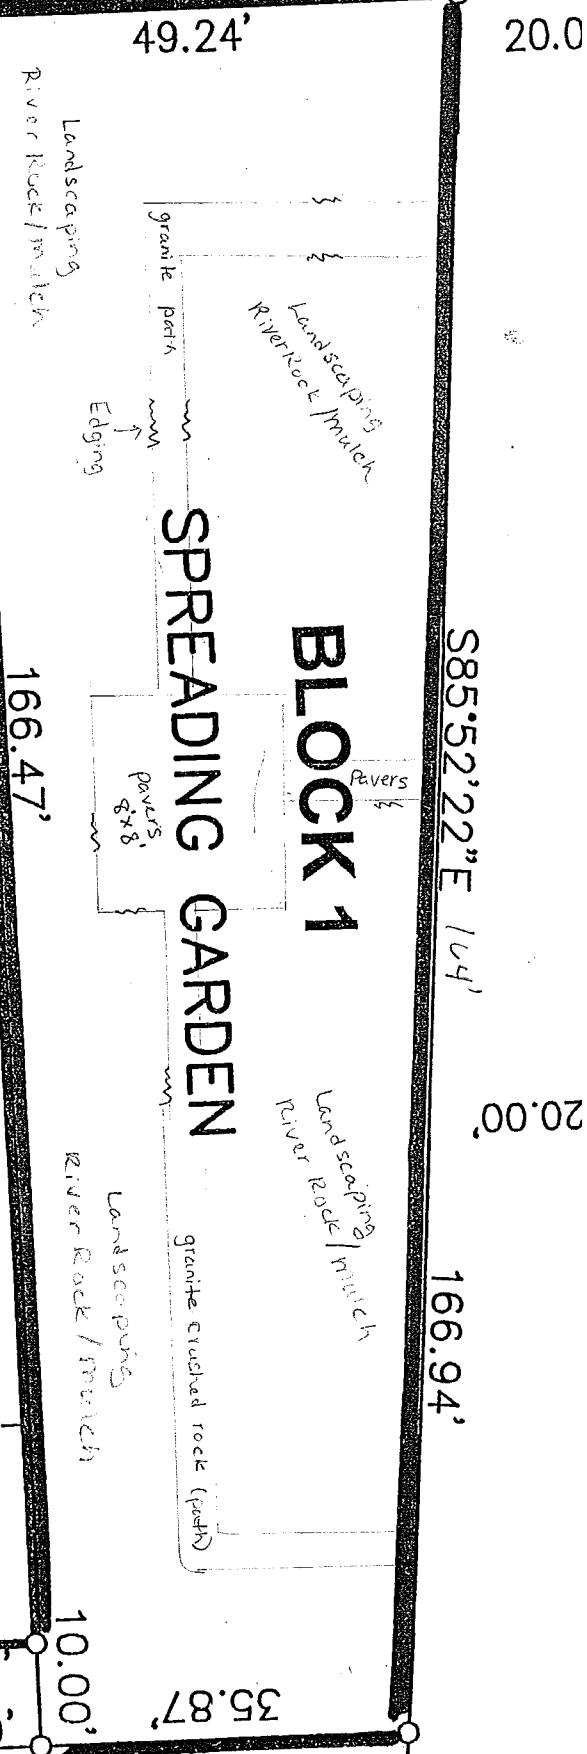 49.24'
20.0
Landscaping
River Rock/Mulch
granite path
Landscaping
River Rock/Mulch
Edging
SPREADING GARDEN
BLOCK 1
S85°52'22"E 164'
166.47'
Pavers
pavers
8'x8'
20.00'
Landscaping
River Rock/mulch
166.94'
Landscaping
River Rock/mulch
granite crushed rock (path)
10.00'
35.87'